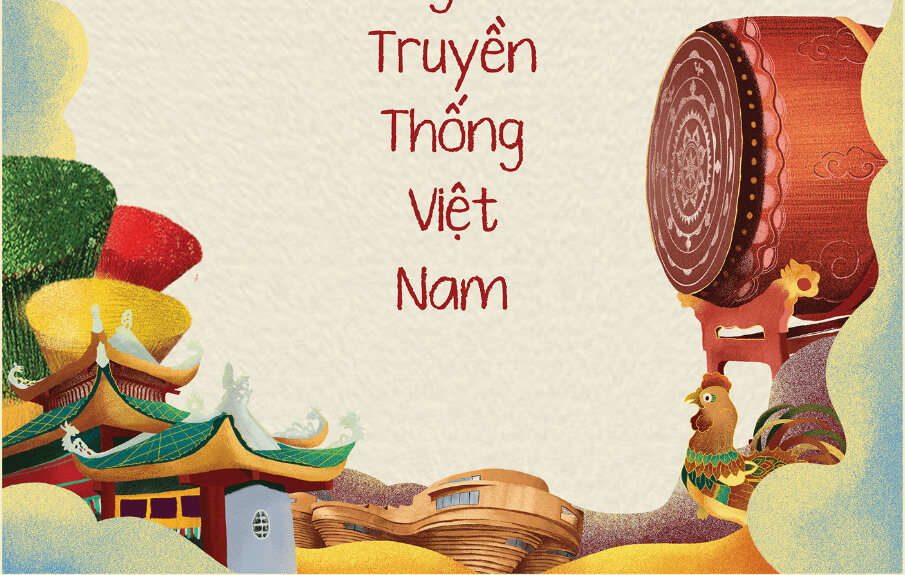 Truyền
Thống
Việt
Nam